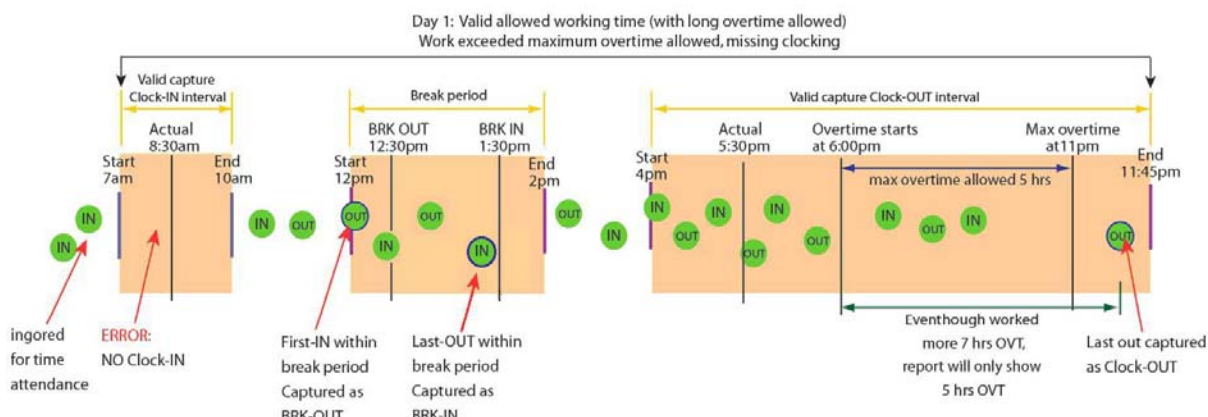 Day 1: Valid allowed working time (with long overtime allowed)
Work exceeded maximum overtime allowed, missing clocking
Valid capture
Clock-IN interval
Break period
Valid capture Clock-OUT interval
Actual
8:30am
BRK OUT
12:30pm
BRK IN
1:30pm
Actual
5:30pm
Overtime starts
at 6:00pm
Max overtime
at11pm
Start
7am
End
10am
Start
12pm
End
2pm
Start
4pm
End
11:45pm
max overtime allowed 5 hrs
IN
IN
IN
OUT
OUT
IN
OUT
IN
OUT
IN
IN
OUT
IN
OUT
IN
OUT
IN
OUT
IN
OUT
ingored
for time
attendance
ERROR:
NO Clock-IN
First-IN within
break period
Captured as
BRK-OUT
Last-OUT within
break period
Captured as
BRK-IN
Eventhough worked
more 7 hrs OVT,
report will only show
5 hrs OVT
Last out captured
as Clock-OUT